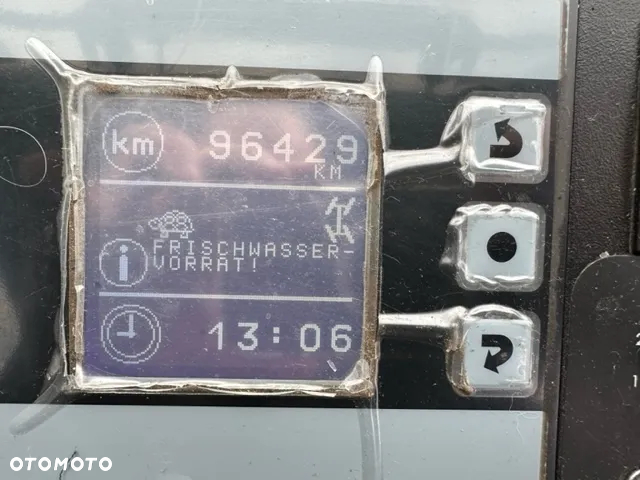 km 96429
KM
FRISCHWASSER-
VORRAT!
13:06
OTOMOTO